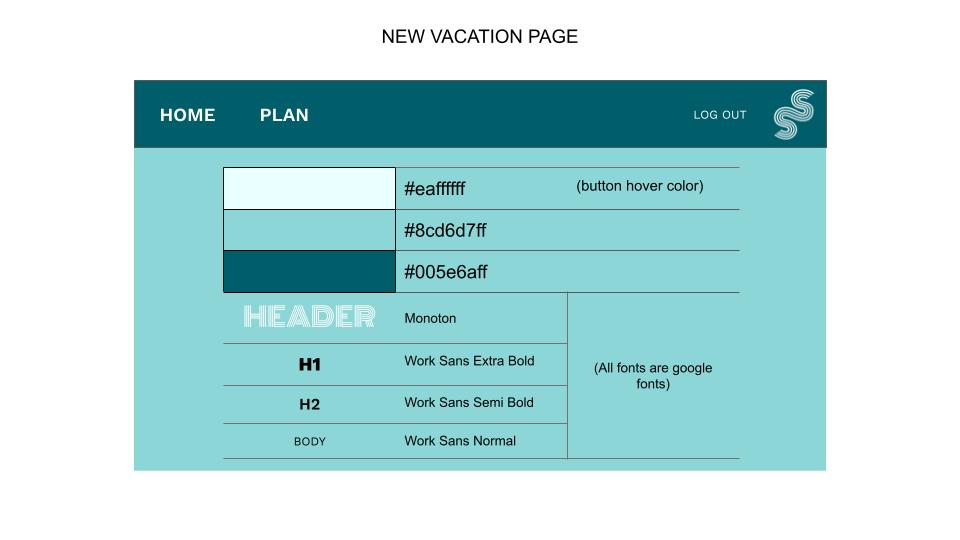 NEW VACATION PAGE
HOME PLAN LOG OUT SS
#eaffffff (button hover color)
#8cd6d7ff
#005e6aff
HEADER Monoton
H1 Work Sans Extra Bold
(All fonts are google
fonts)
H2 Work Sans Semi Bold
BODY Work Sans Normal